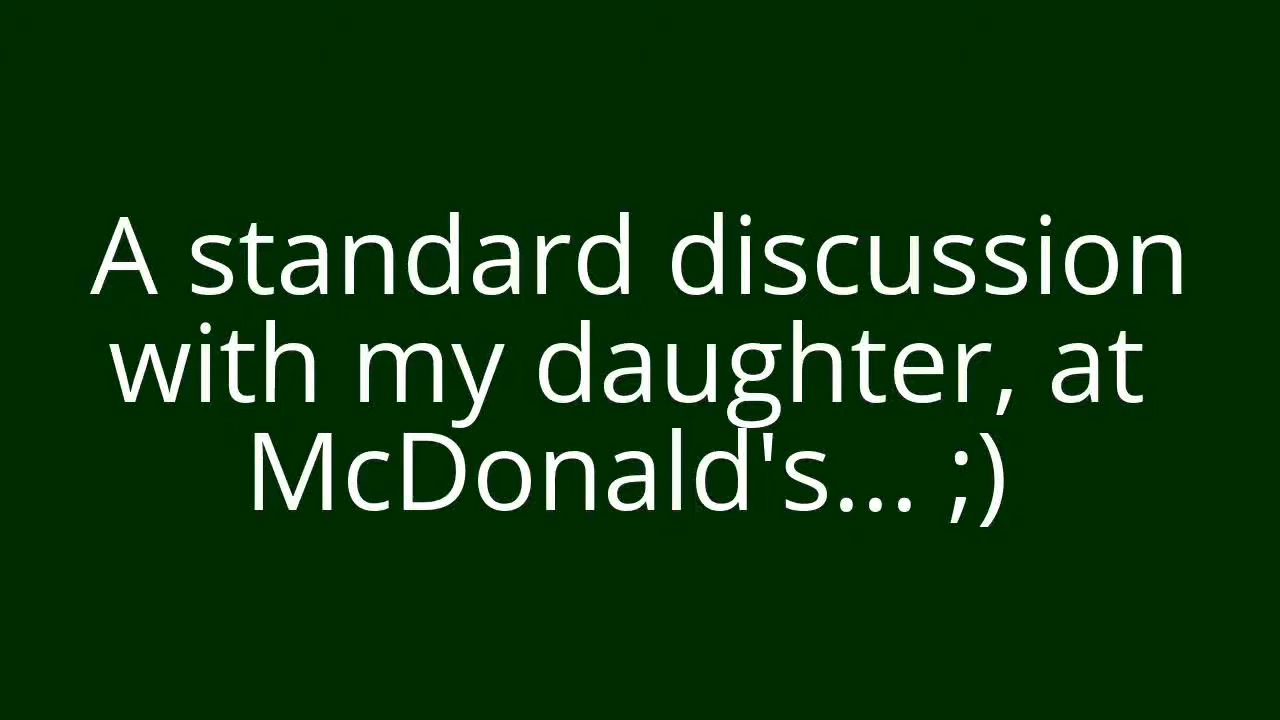 A standard discussion
with my daughter, at
McDonald's... ;)